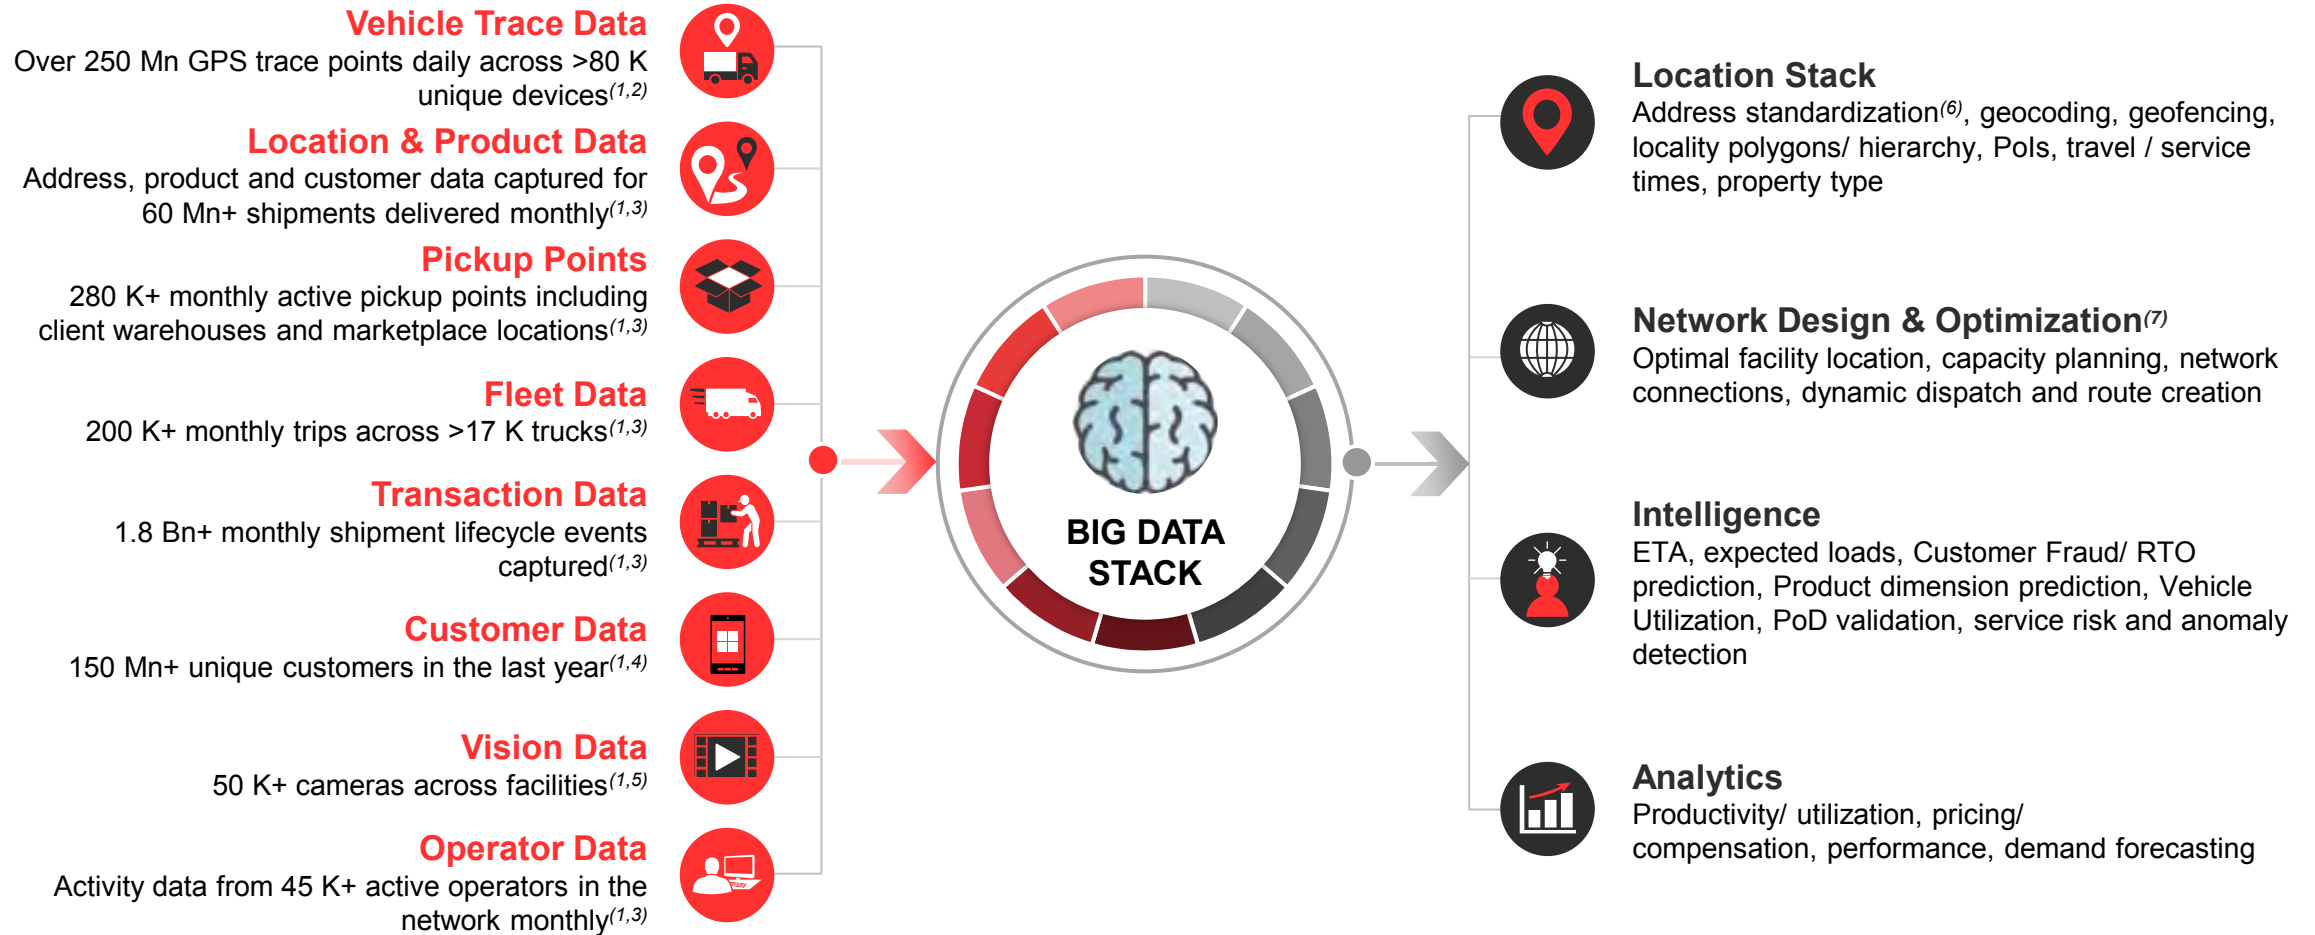 Vehicle Trace Data
Over 250 Mn GPS trace points daily across >80 K
unique devices(1,2)
Location & Product Data
Address, product and customer data captured for
60 Mn+ shipments delivered monthly(1,3)
Pickup Points
280 K+ monthly active pickup points including
client warehouses and marketplace locations(1,3)
Fleet Data
200 K+ monthly trips across >17 K trucks(1,3)
Transaction Data
1.8 Bn+ monthly shipment lifecycle events
captured(1,3)
Customer Data
150 Mn+ unique customers in the last year(1,4)
Vision Data
50 K+ cameras across facilities(1,5)
Operator Data
Activity data from 45 K+ active operators in the
network monthly(1,3)
BIG DATA
STACK
Location Stack
Address standardization(6), geocoding, geofencing,
locality polygons/ hierarchy, PoIs, travel / service
times, property type
Network Design & Optimization(7)
Optimal facility location, capacity planning, network
connections, dynamic dispatch and route creation
Intelligence
ETA, expected loads, Customer Fraud/ RTO
prediction, Product dimension prediction, Vehicle
Utilization, PoD validation, service risk and anomaly
detection
Analytics
Productivity/ utilization, pricing/
compensation, performance, demand forecasting